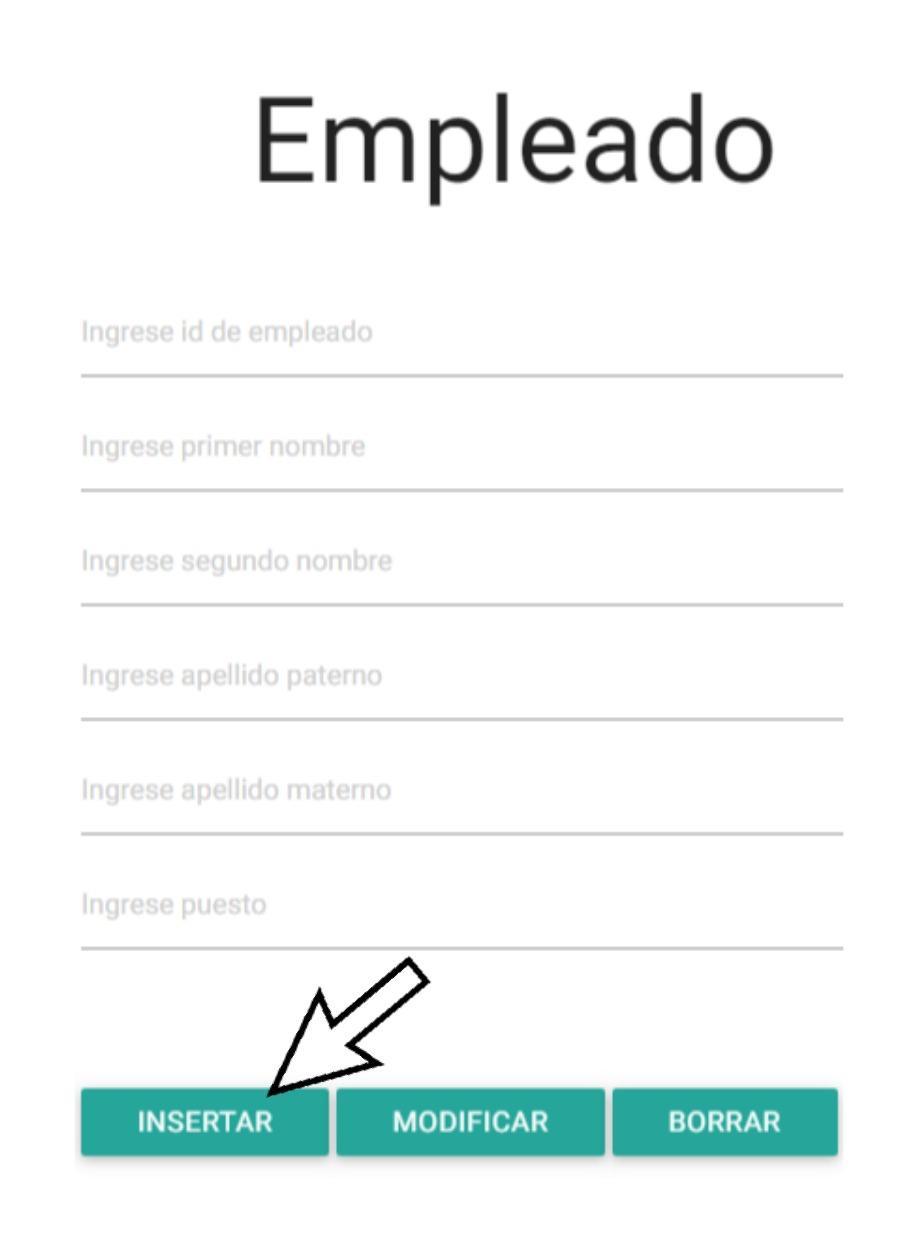 Empleado
Ingrese id de empleado
Ingrese primer nombre
Ingrese segundo nombre
Ingrese apellido paterno
Ingrese apellido materno
Ingrese puesto
INSERTAR MODIFICAR BORRAR